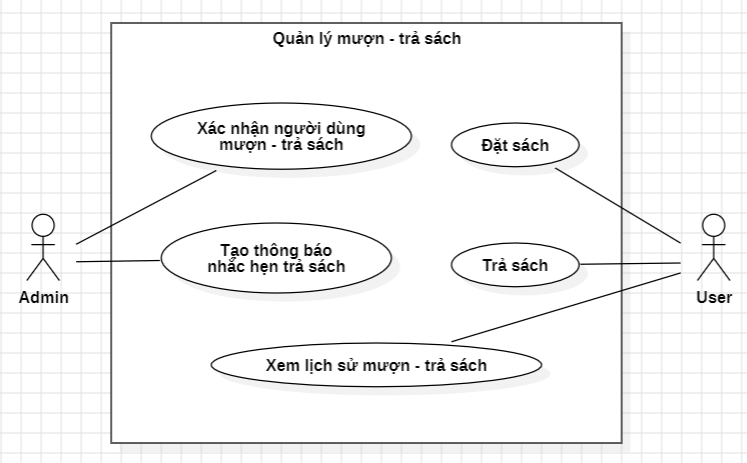 Quản lý mượn - trả sách
Xác nhận người dùng
mượn - trả sách
Đặt sách
Tạo thông báo
nhắc hẹn trả sách
Trả sách
Admin
User
Xem lịch sử mượn - trả sách